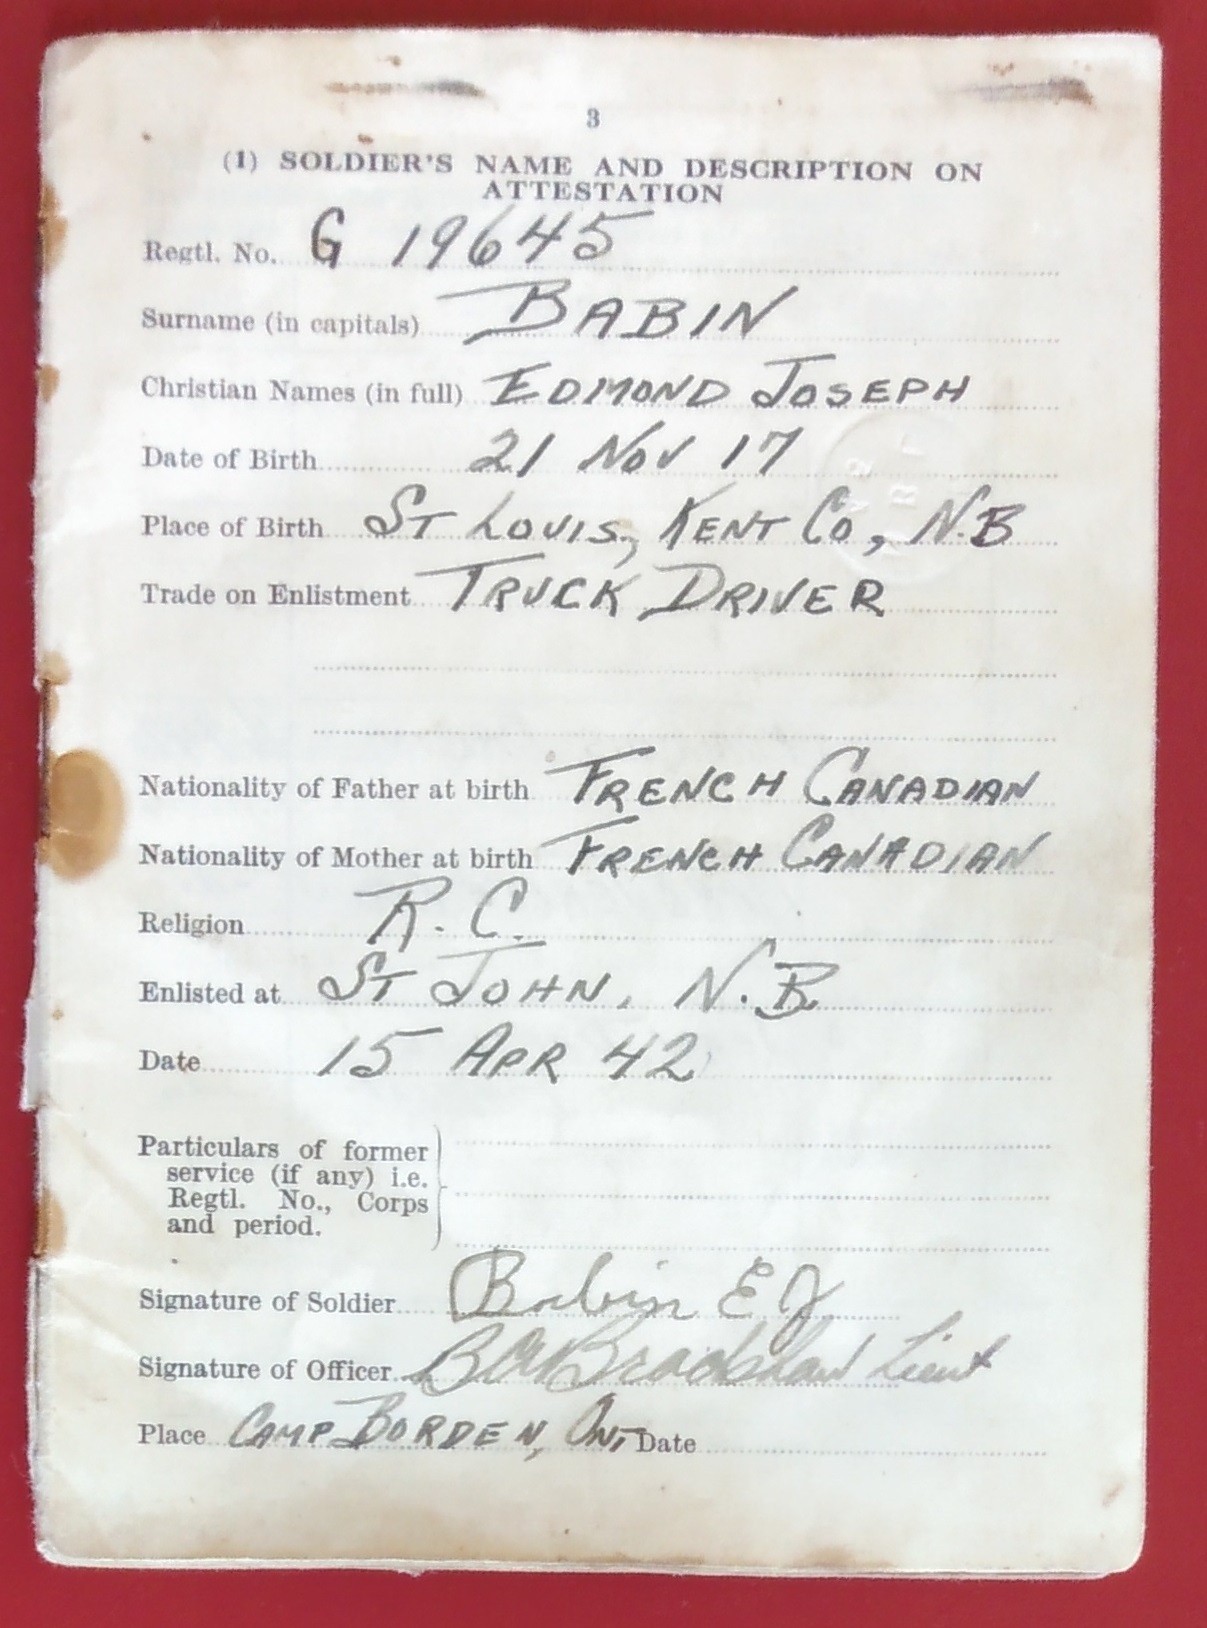 3
(1) SOLDIER'S NAME AND DESCRIPTION ON
ATTESTATION
Regtl. No. G 19645
Surname (in capitals) BABIN
Christian Names (in full) EDMOND JOSEPH
Date of Birth 21 NOV 17
Place of Birth ST LOUIS, KENT CO, N.B
Trade on Enlistment TRUCK DRIVER
Nationality of Father at birth FRENCH CANADIAN
Nationality of Mother at birth FRENCH CANADIAN
Religion R.C.
Enlisted at ST JOHN, N.B
Date 15 APR 42
Particulars of former
service (if any) i.e.
Regtl. No., Corps
and period.
Signature of Soldier Babin E J
Signature of Officer Bradshaw Lieut
Place CAMP BORDEN, ONT Date